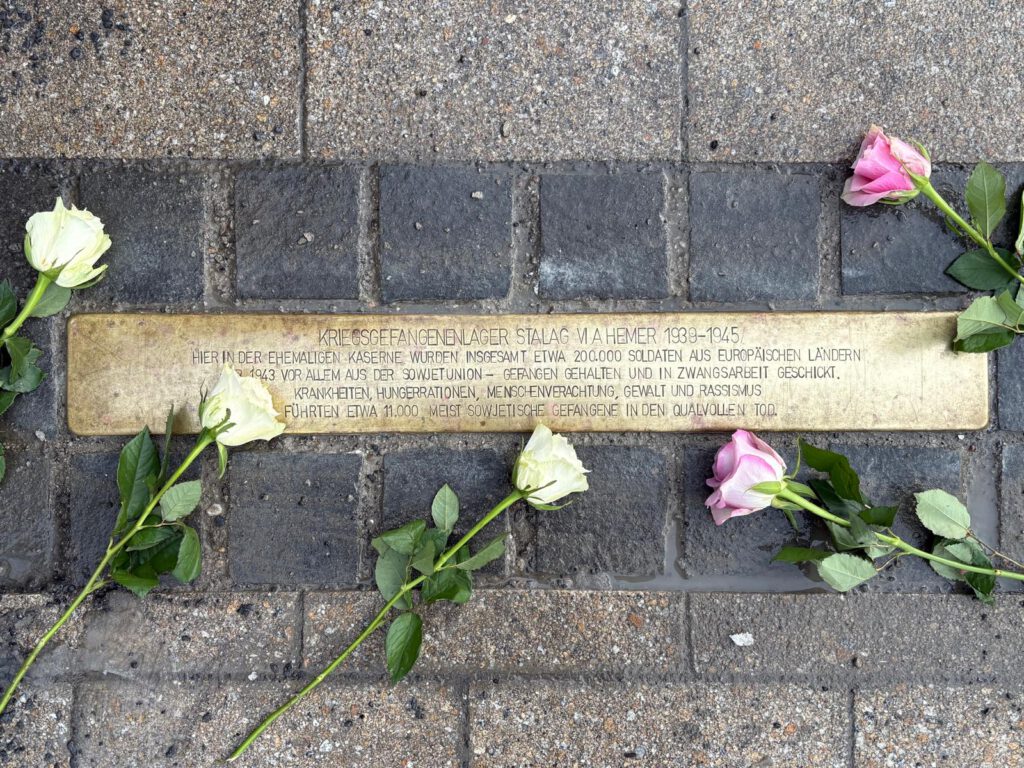 KRIEGSGEFANGENENLAGER STALAG VI A HEMER 1939-1945
HIER IN DER EHEMALIGEN KASERNE WURDEN INSGESAMT ETWA 200.000 SOLDATEN AUS EUROPÄISCHEN LÄNDERN
1943 VOR ALLEM AUS DER SOWJETUNION – GEFANGEN GEHALTEN UND IN ZWANGSARBEIT GESCHICKT.
KRANKHEITEN, HUNGERRATIONEN, MENSCHENVERACHTUNG, GEWALT UND RASSISMUS
FÜHRTEN ETWA 11.000, MEIST SOWJETISCHE GEFANGENE IN DEN QUALVOLLEN TOD.